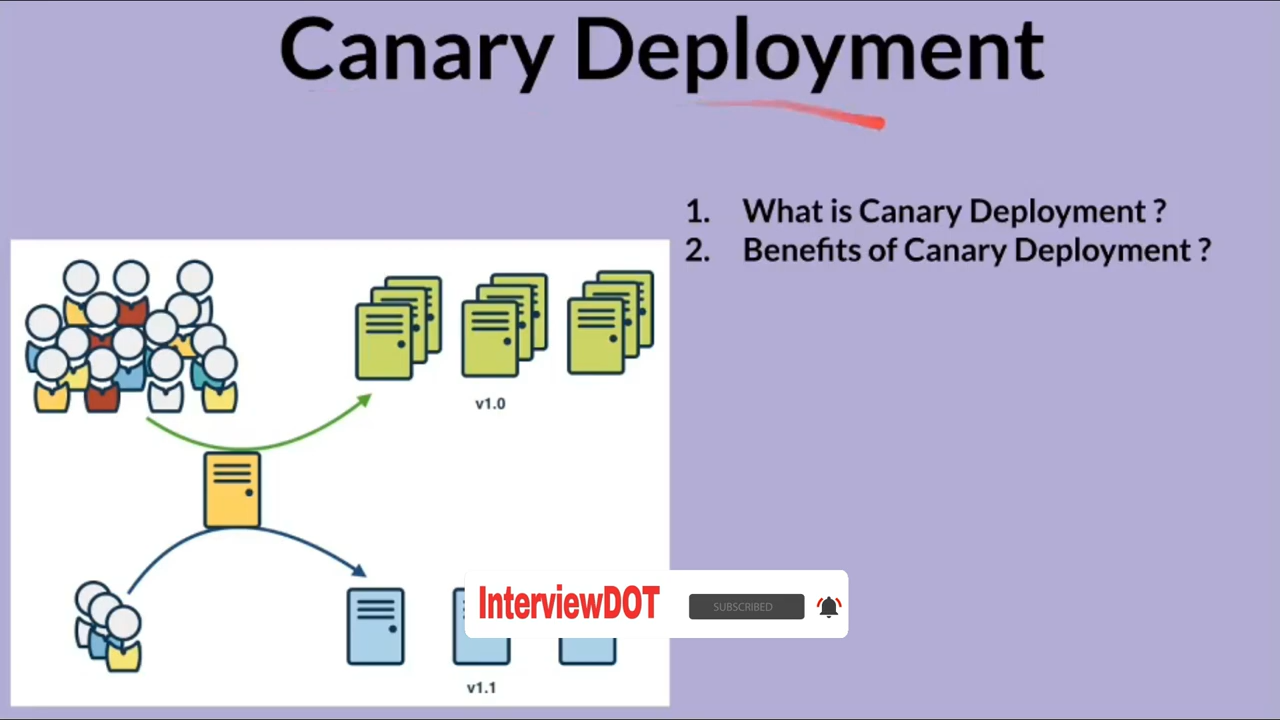 Canary Deployment
1. What is Canary Deployment ?
2. Benefits of Canary Deployment ?
v1.0
InterviewDOT
SUBSCRIBED
v1.1